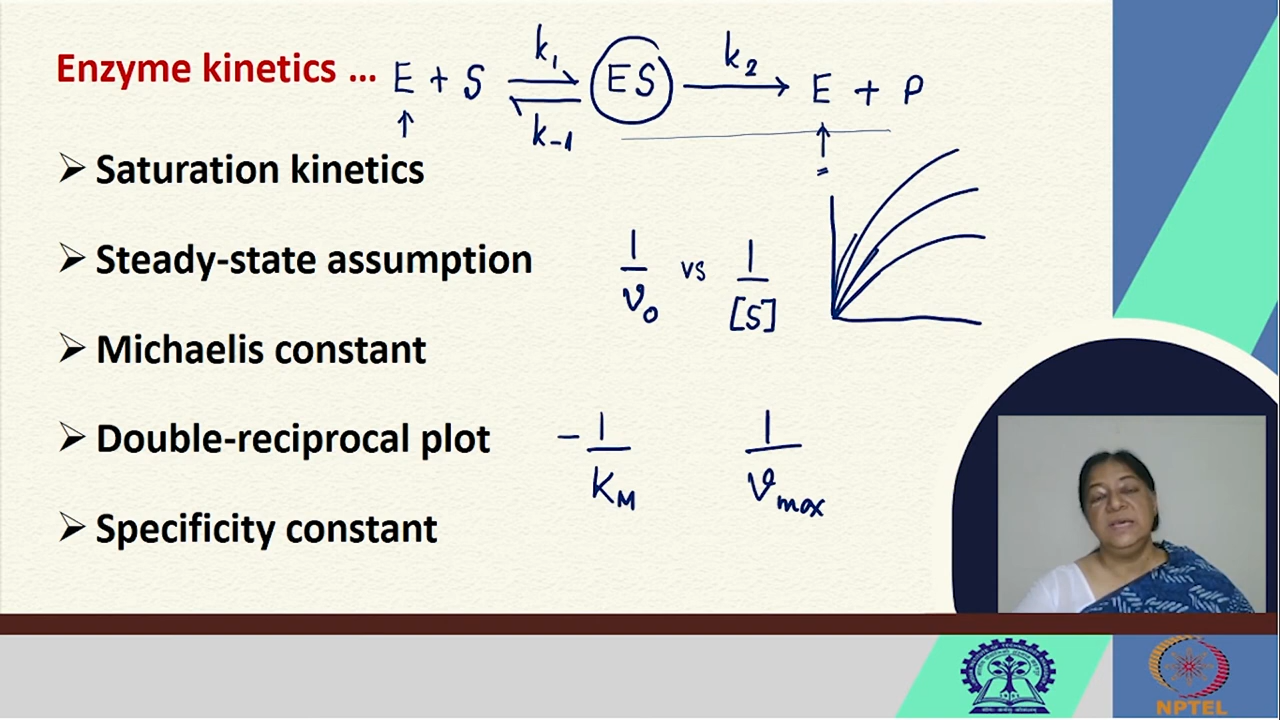 Enzyme kinetics ... E + S k₁ k₋₁ ES k₂ E + P
Saturation kinetics
Steady-state assumption
1/v₀ vs 1/[S]
Michaelis constant
Double-reciprocal plot
-1/KM 1/vmax
Specificity constant
NPTEL